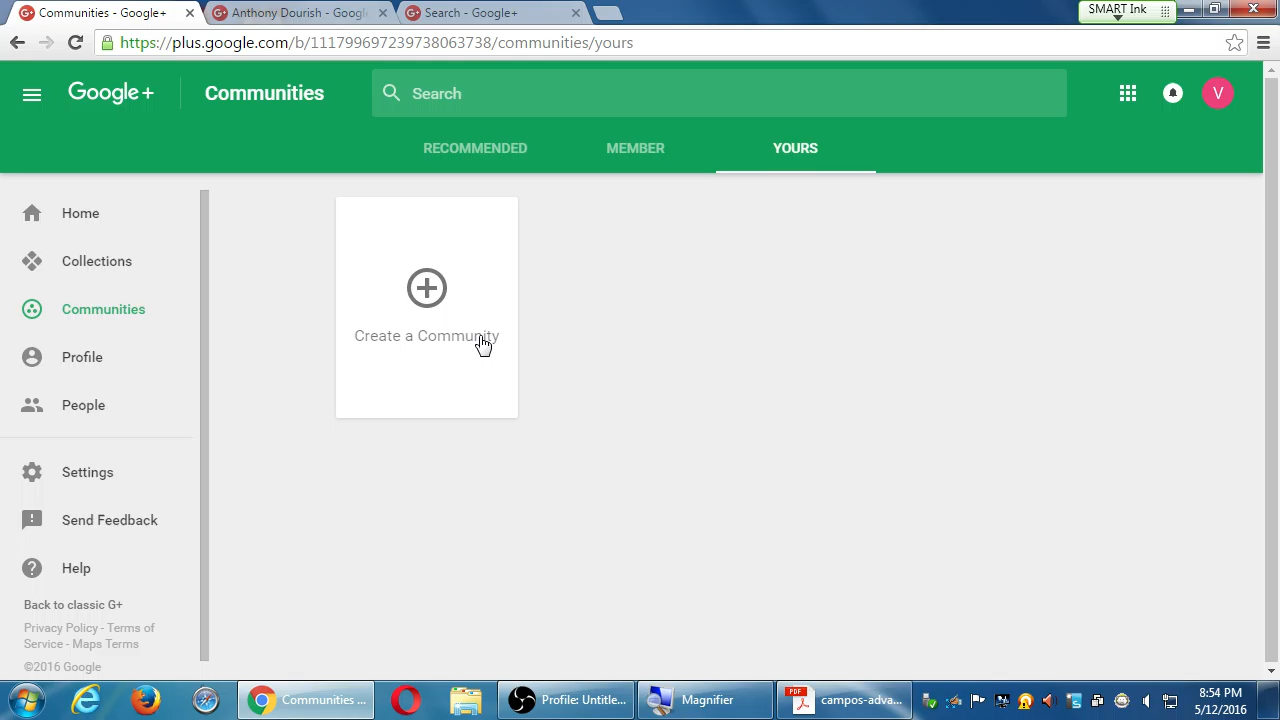 Communities - Google+
Anthony Dourish - Googl
Search - Google+
SMART Ink
https://plus.google.com/b/111799697239738063738/communities/yours
Google+
Communities
Search
V
RECOMMENDED
MEMBER
YOURS
Home
Collections
Communities
Profile
People
Settings
Send Feedback
Help
Back to classic G+
Privacy Policy - Terms of
Service - Maps Terms
©2016 Google
Create a Community
Communities ...
Profile: Untitle...
Magnifier
PDF
campos-adva...
8:54 PM
5/12/2016